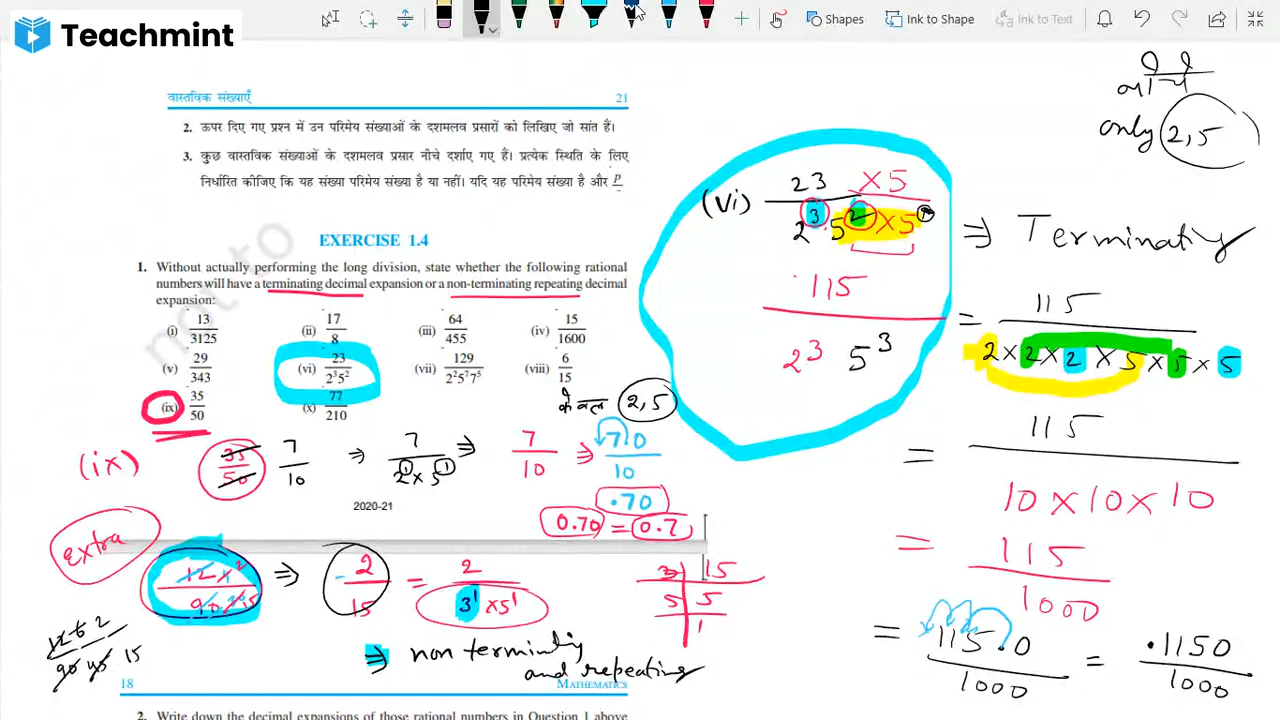 Teachmint
Shapes
Ink to Shape
Ink to Text
वास्तविक संख्याएँ 21
2. ऊपर दिए गए प्रश्न में उन परिमेय संख्याओं के दशमलव प्रसारों को लिखिए जो सांत हैं।
3. कुछ वास्तविक संख्याओं के दशमलव प्रसार नीचे दर्शाए गए हैं। प्रत्येक स्थिति के लिए
निर्धारित कीजिए कि यह संख्या परिमेय संख्या है या नहीं। यदि यह परिमेय संख्या है और p
not to
EXERCISE 1.4
1. Without actually performing the long division, state whether the following rational
numbers will have a terminating decimal expansion or a non-terminating repeating decimal
expansion:
(i) 13/3125 (ii) 17/8 (iii) 64/455 (iv) 15/1600
(v) 29/343 (vi) 23/2³5² (vii) 129/2²5⁷7⁵ (viii) 6/15
(ix) 35/50 (x) 77/210
only 2,5
(vi) 23 ×5
2³.5² ×5
⇒ Terminating
115
2³ 5³
= 115
2×2×2×5×5×5
= 115
10×10×10
= 115
1000
= 115.0/1000 = .1150/1000
केवल 2,5
(ix) 35/50 7/10 ⇒ 7/2¹×5¹ ⇒ 7/10 ⇒ 7.0/10
.70
0.70 = 0.7
2020-21
Extra
⇒ 2/15 = 2/3¹×5¹
3 15
5 5
1
⇒ non terminting
and repeating
18 MATHEMATICS
2. Write down the decimal expansions of those rational numbers in Question 1 above